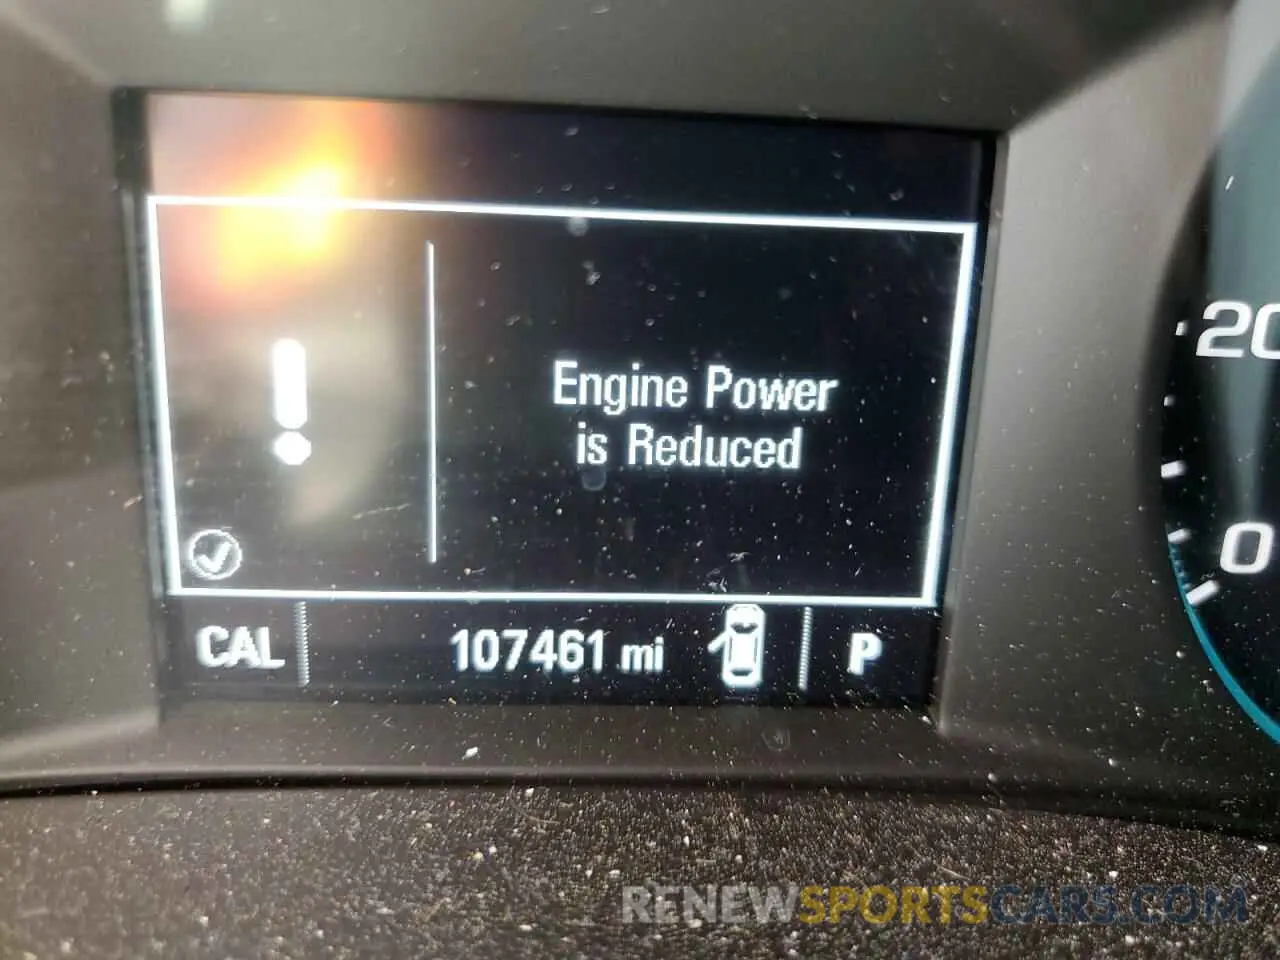 Engine Power
is Reduced
CAL 107461 mi P
20
0
RENEWSPORTSCARS.COM